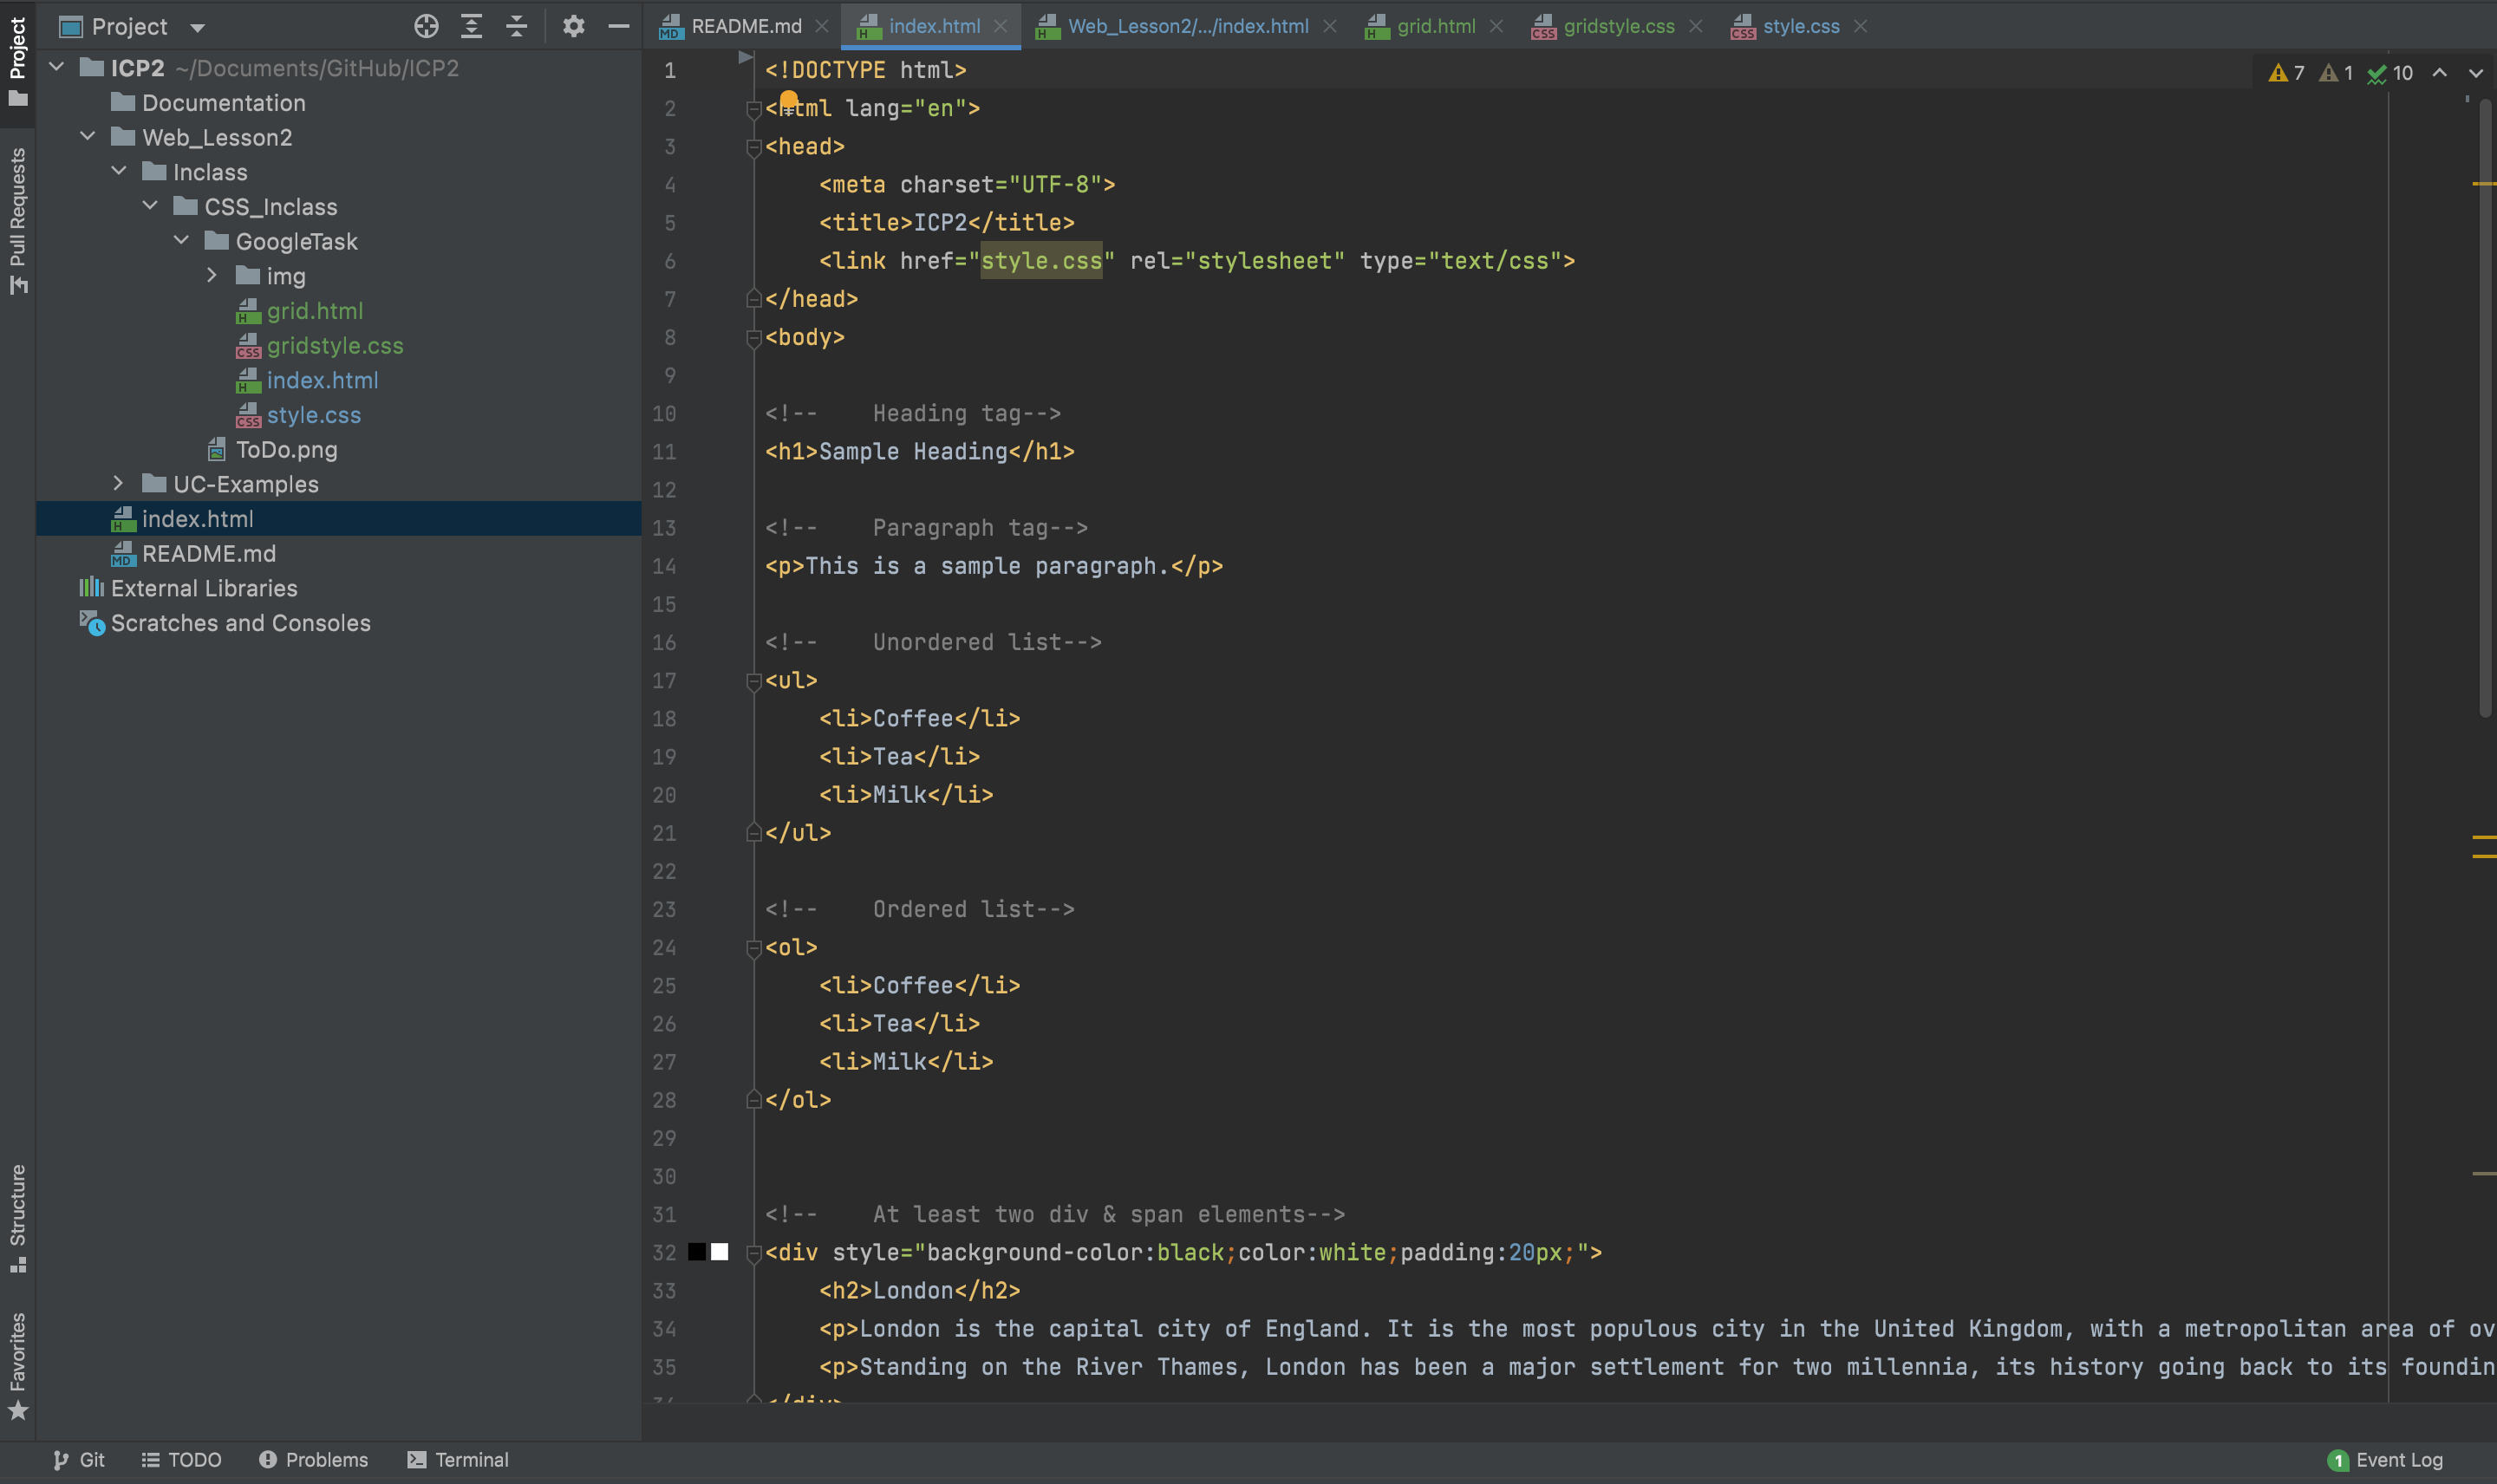 Project
README.md
index.html
Web_Lesson2/.../index.html
grid.html
gridstyle.css
style.css
Project
Pull Requests
Structure
Favorites
ICP2 ~/Documents/GitHub/ICP2
Documentation
Web_Lesson2
Inclass
CSS_Inclass
GoogleTask
img
grid.html
gridstyle.css
index.html
style.css
ToDo.png
UC-Examples
index.html
README.md
External Libraries
Scratches and Consoles
7 1 10
1 <!DOCTYPE html>
2 <html lang="en">
3 <head>
4     <meta charset="UTF-8">
5     <title>ICP2</title>
6     <link href="style.css" rel="stylesheet" type="text/css">
7 </head>
8 <body>
9
10 <!--    Heading tag-->
11 <h1>Sample Heading</h1>
12
13 <!--    Paragraph tag-->
14 <p>This is a sample paragraph.</p>
15
16 <!--    Unordered list-->
17 <ul>
18     <li>Coffee</li>
19     <li>Tea</li>
20     <li>Milk</li>
21 </ul>
22
23 <!--    Ordered list-->
24 <ol>
25     <li>Coffee</li>
26     <li>Tea</li>
27     <li>Milk</li>
28 </ol>
29
30
31 <!--    At least two div & span elements-->
32 <div style="background-color:black;color:white;padding:20px;">
33     <h2>London</h2>
34     <p>London is the capital city of England. It is the most populous city in the United Kingdom, with a metropolitan area of ov
35     <p>Standing on the River Thames, London has been a major settlement for two millennia, its history going back to its foundin
Git
TODO
Problems
Terminal
1 Event Log